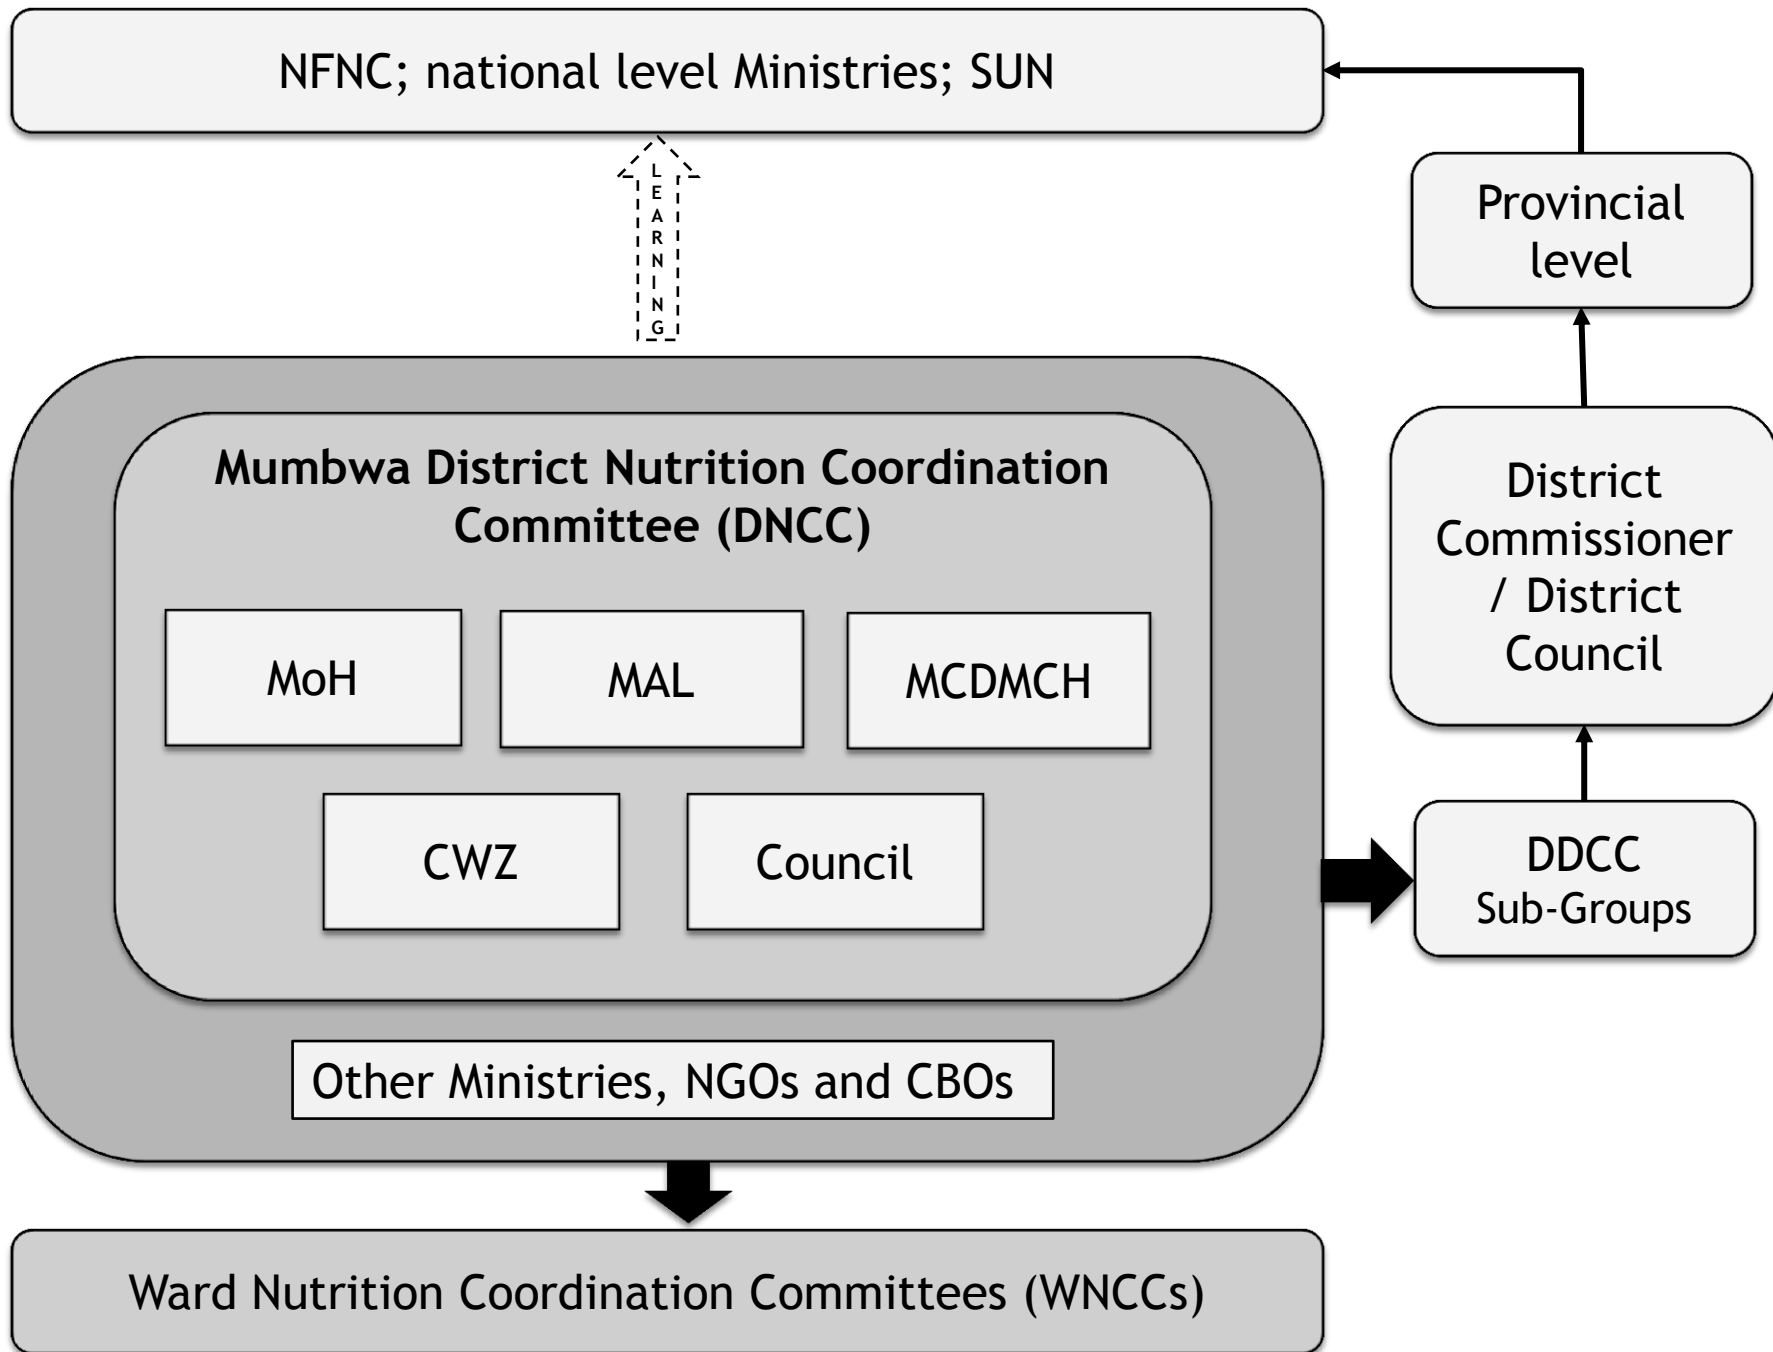 NFNC; national level Ministries; SUN
LEARNING
Provincial
level
Mumbwa District Nutrition Coordination
Committee (DNCC)
MoH
MAL
MCDMCH
CWZ
Council
Other Ministries, NGOs and CBOs
District
Commissioner
/ District
Council
DDCC
Sub-Groups
Ward Nutrition Coordination Committees (WNCCs)